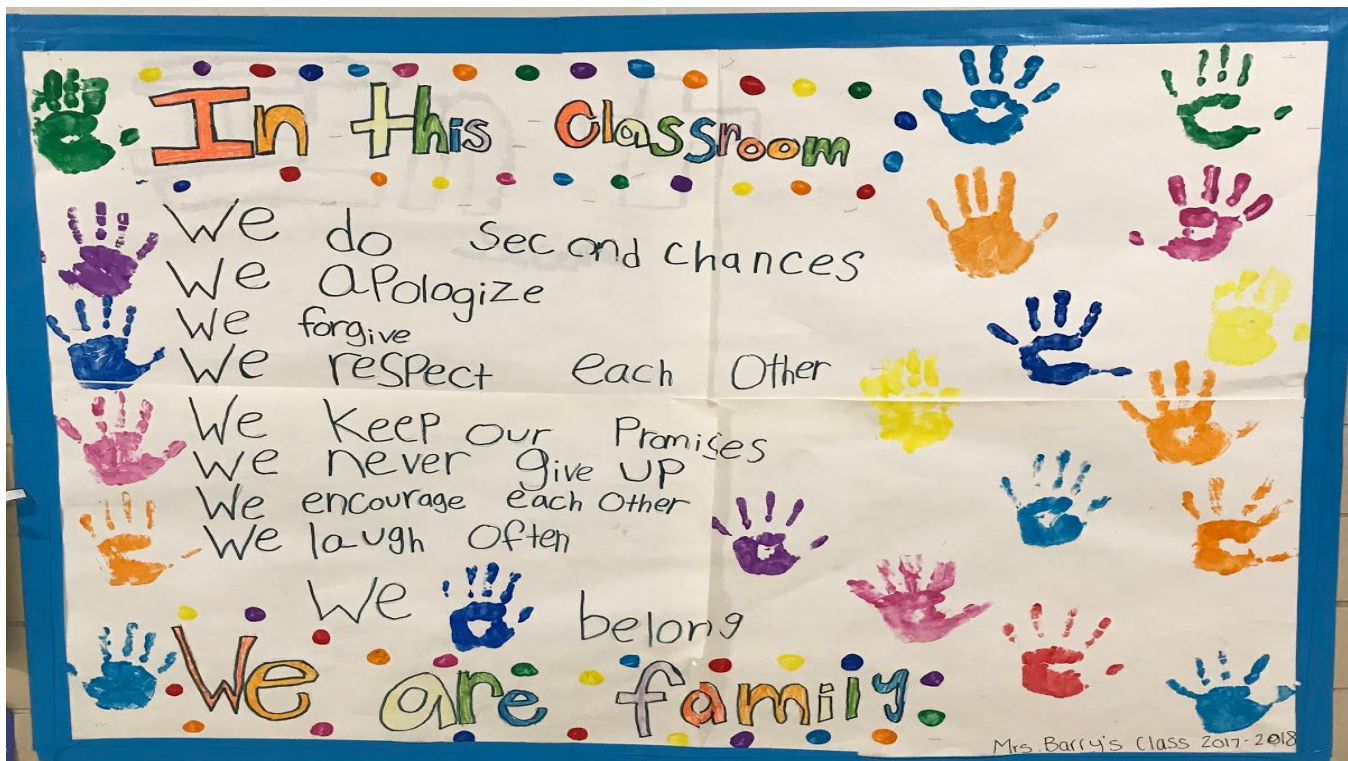 In this Classroom
We do Second chances
We apologize
We forgive
We respect each Other
We Keep our Promises
We never give up
We encourage each Other
We laugh Often
We belong
We are family.
Mrs. Barry's Class 2017-2018